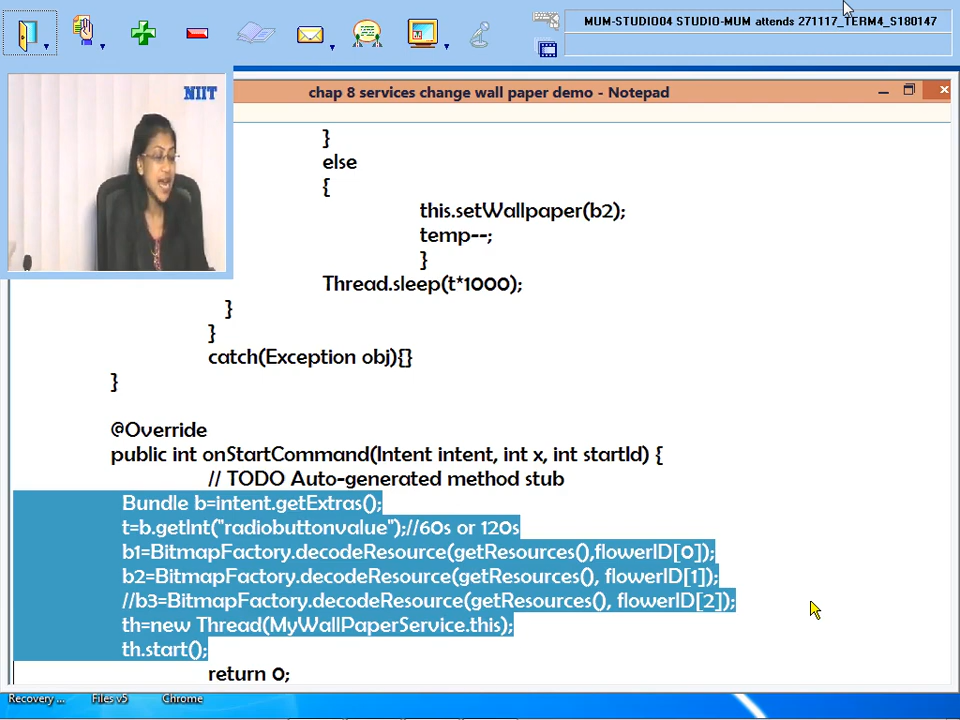 MUM-STUDIO04 STUDIO-MUM attends 271117_TERM4_S180147
NIIT
chap 8 services change wall paper demo - Notepad
}
else
{
this.setWallpaper(b2);
temp--;
}
Thread.sleep(t*1000);
}
}
catch(Exception obj){}
}
@Override
public int onStartCommand(Intent intent, int x, int startId) {
// TODO Auto-generated method stub
Bundle b=intent.getExtras();
t=b.getInt("radiobuttonvalue");//60s or 120s
b1=BitmapFactory.decodeResource(getResources(),flowerID[0]);
b2=BitmapFactory.decodeResource(getResources(), flowerID[1]);
//b3=BitmapFactory.decodeResource(getResources(), flowerID[2]);
th=new Thread(MyWallPaperService.this);
th.start();
return 0;
Recovery ... Files v5 Chrome